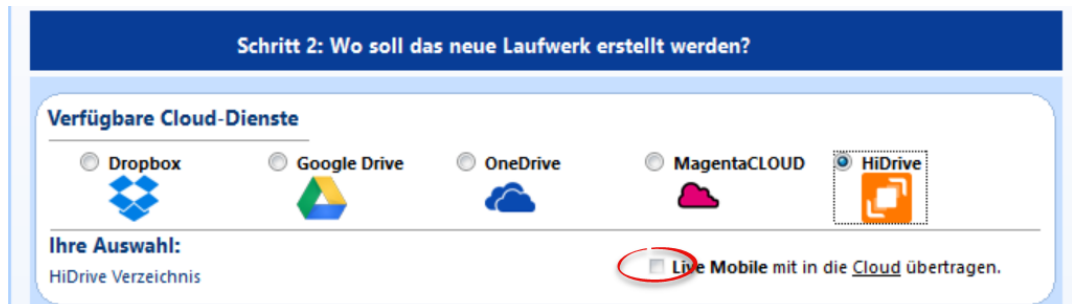 Schritt 2: Wo soll das neue Laufwerk erstellt werden?
Verfügbare Cloud-Dienste
Dropbox Google Drive OneDrive MagentaCLOUD HiDrive
Ihre Auswahl:
HiDrive Verzeichnis
Live Mobile mit in die Cloud übertragen.